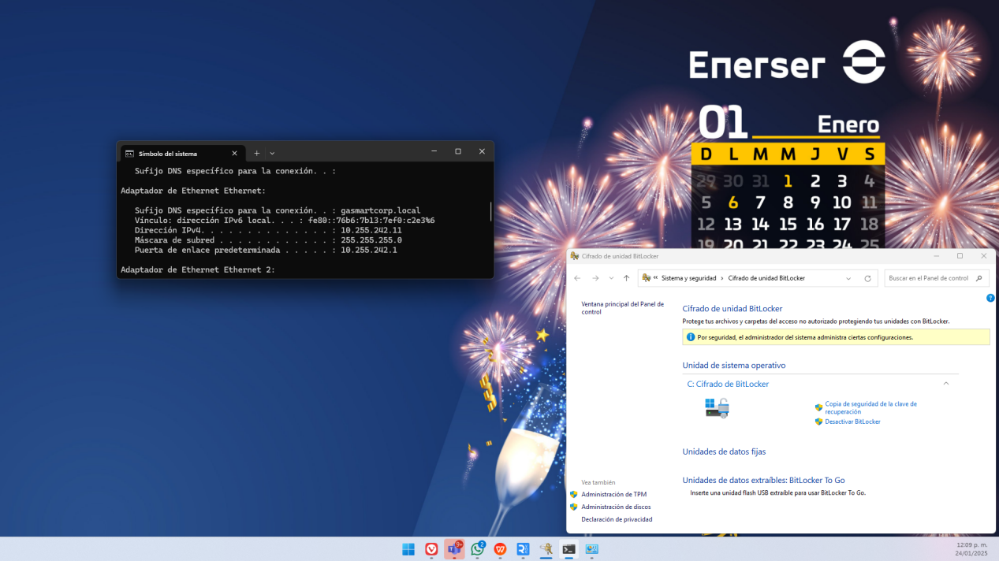 Enerser
01 Enero
D L M M J V S
29 30 31 1 2 3 4
5 6 7 8 9 10 11
12 13 14 15 16 17 18
19 20 21 22 23 24 25
Símbolo del sistema
Sufijo DNS específico para la conexión. . :
Adaptador de Ethernet Ethernet:
Sufijo DNS específico para la conexión. . : gasmartcorp.local
Vínculo: dirección IPv6 local. . . : fe80::76b6:7b13:7ef0:c2e3%6
Dirección IPv4. . . . . . . . . . . . . . : 10.255.242.11
Máscara de subred . . . . . . . . . . . . : 255.255.255.0
Puerta de enlace predeterminada . . . . . : 10.255.242.1
Adaptador de Ethernet Ethernet 2:
Cifrado de unidad BitLocker
« Sistema y seguridad › Cifrado de unidad BitLocker
Buscar en el Panel de control
Ventana principal del Panel de
control
Cifrado de unidad BitLocker
Protege tus archivos y carpetas del acceso no autorizado protegiendo tus unidades con BitLocker.
Por seguridad, el administrador del sistema administra ciertas configuraciones.
Unidad de sistema operativo
C: Cifrado de BitLocker
Copia de seguridad de la clave de
recuperación
Desactivar BitLocker
Unidades de datos fijas
Unidades de datos extraíbles: BitLocker To Go
Inserte una unidad flash USB extraíble para usar BitLocker To Go.
Vea también
Administración de TPM
Administración de discos
Declaración de privacidad
9+
2
12:09 p. m.
24/01/2025